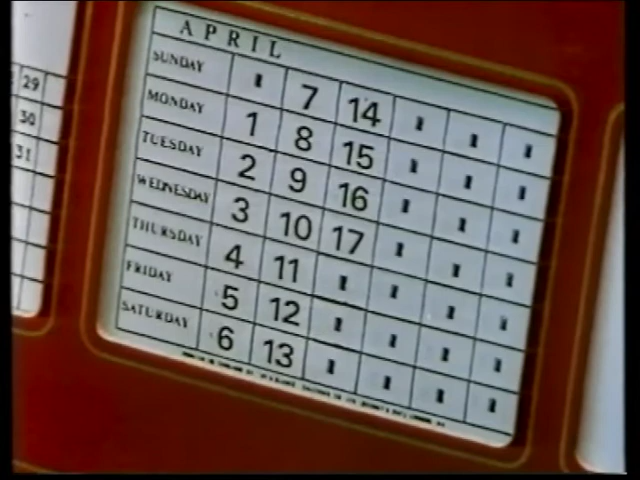 29
30
31
APRIL
SUNDAY 7 14
MONDAY 1 8 15
TUESDAY 2 9 16
WEDNESDAY 3 10 17
THURSDAY 4 11
FRIDAY 5 12
SATURDAY 6 13